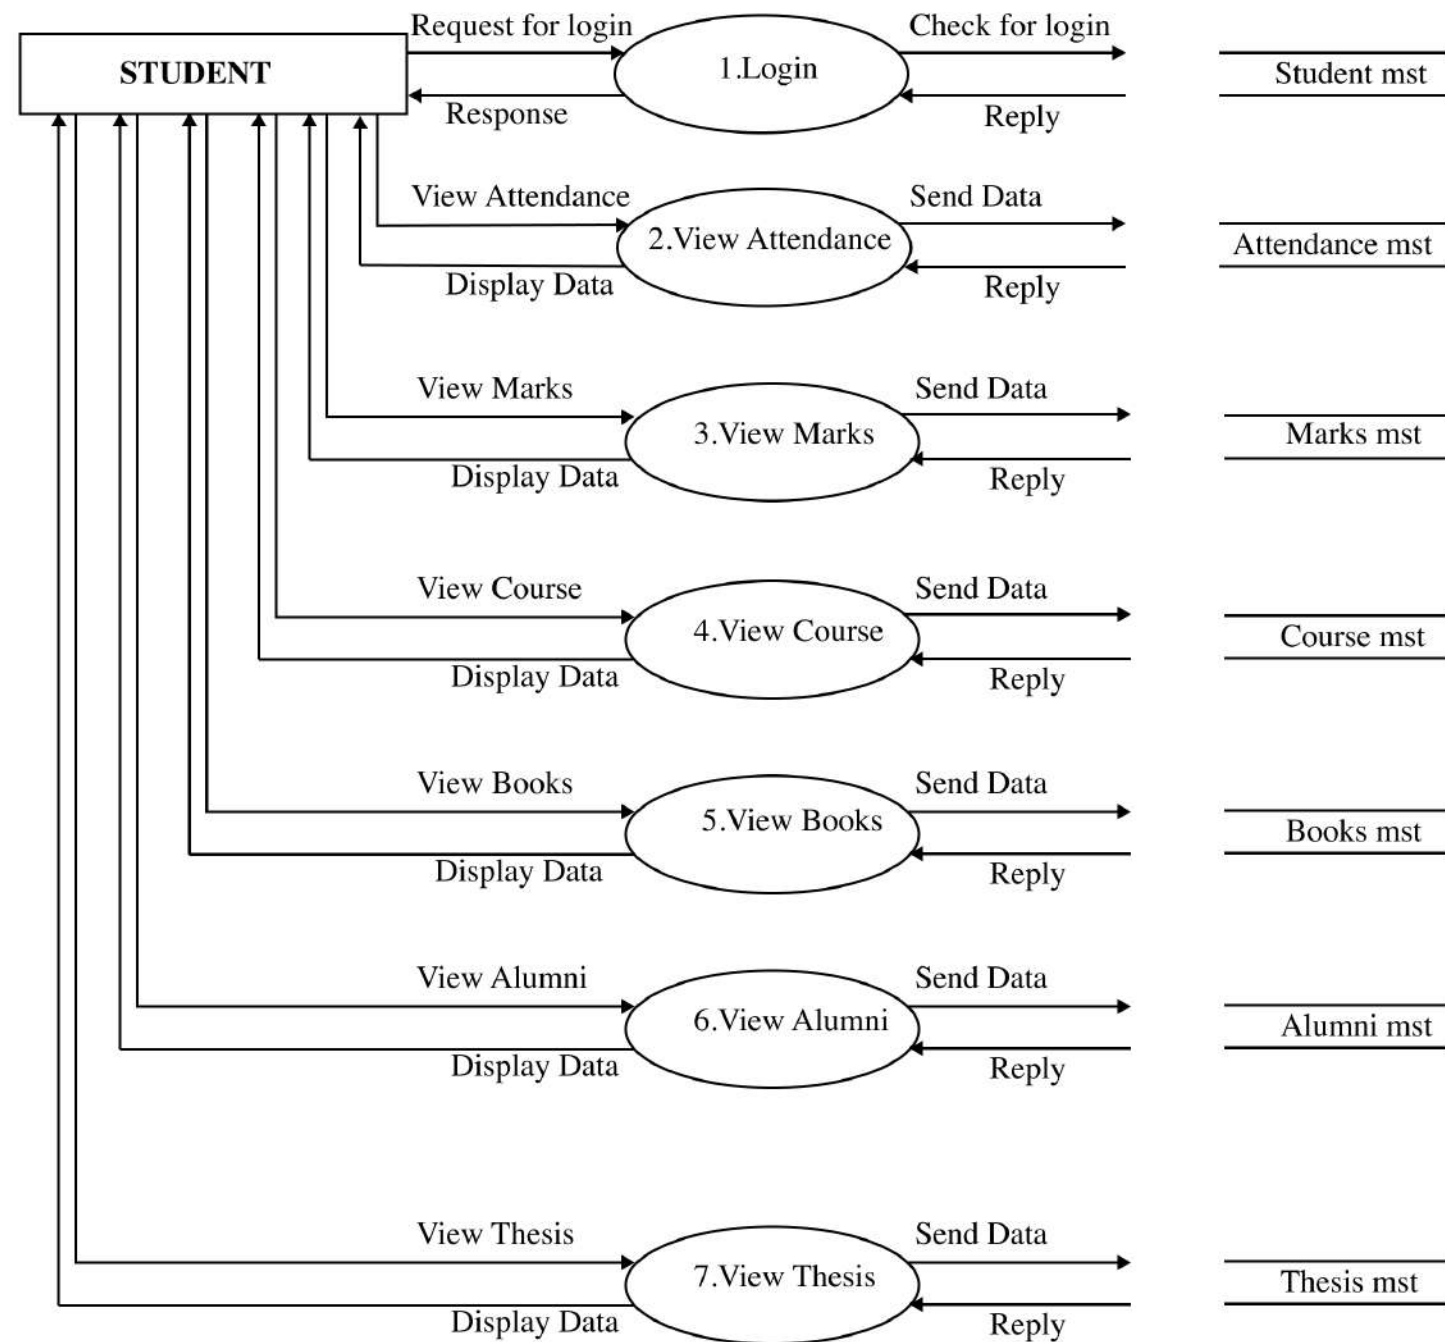 Request for login
Check for login
STUDENT
1.Login
Student mst
Response
Reply
View Attendance
Send Data
2.View Attendance
Attendance mst
Display Data
Reply
View Marks
Send Data
3.View Marks
Marks mst
Display Data
Reply
View Course
Send Data
4.View Course
Course mst
Display Data
Reply
View Books
Send Data
5.View Books
Books mst
Display Data
Reply
View Alumni
Send Data
6.View Alumni
Alumni mst
Display Data
Reply
View Thesis
Send Data
7.View Thesis
Thesis mst
Display Data
Reply